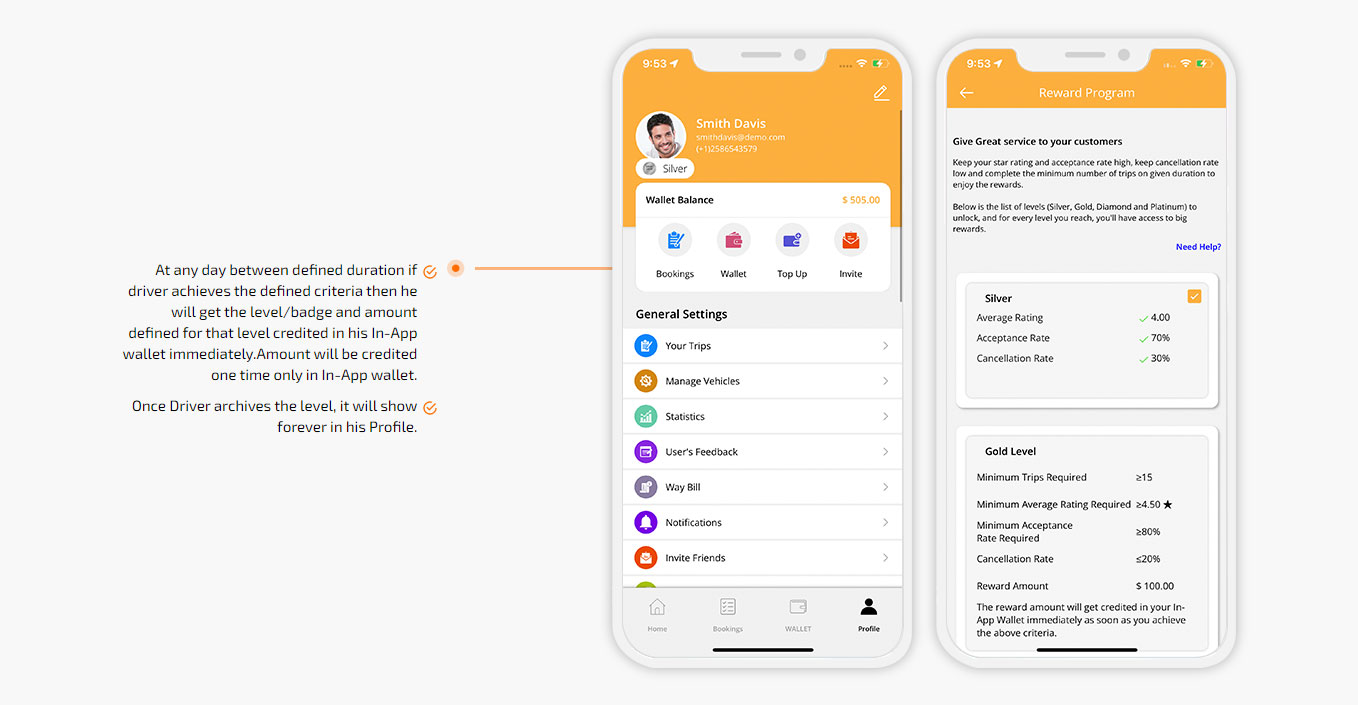 At any day between defined duration if
driver achieves the defined criteria then he
will get the level/badge and amount
defined for that level credited in his In-App
wallet immediately.Amount will be credited
one time only in In-App wallet.
Once Driver archives the level, it will show
forever in his Profile.
9:53
Smith Davis
smithdavis@demo.com
(+1)2586543579
Silver
Wallet Balance $ 505.00
Bookings Wallet Top Up Invite
General Settings
Your Trips
Manage Vehicles
Statistics
User's Feedback
Way Bill
Notifications
Invite Friends
Home Bookings WALLET Profile
9:53
Reward Program
Give Great service to your customers
Keep your star rating and acceptance rate high, keep cancellation rate
low and complete the minimum number of trips on given duration to
enjoy the rewards.
Below is the list of levels (Silver, Gold, Diamond and Platinum) to
unlock, and for every level you reach, you'll have access to big
rewards.
Need Help?
Silver
Average Rating 4.00
Acceptance Rate 70%
Cancellation Rate 30%
Gold Level
Minimum Trips Required ≥15
Minimum Average Rating Required ≥4.50 ★
Minimum Acceptance
Rate Required ≥80%
Cancellation Rate ≤20%
Reward Amount $ 100.00
The reward amount will get credited in your In-
App Wallet immediately as soon as you achieve
the above criteria.